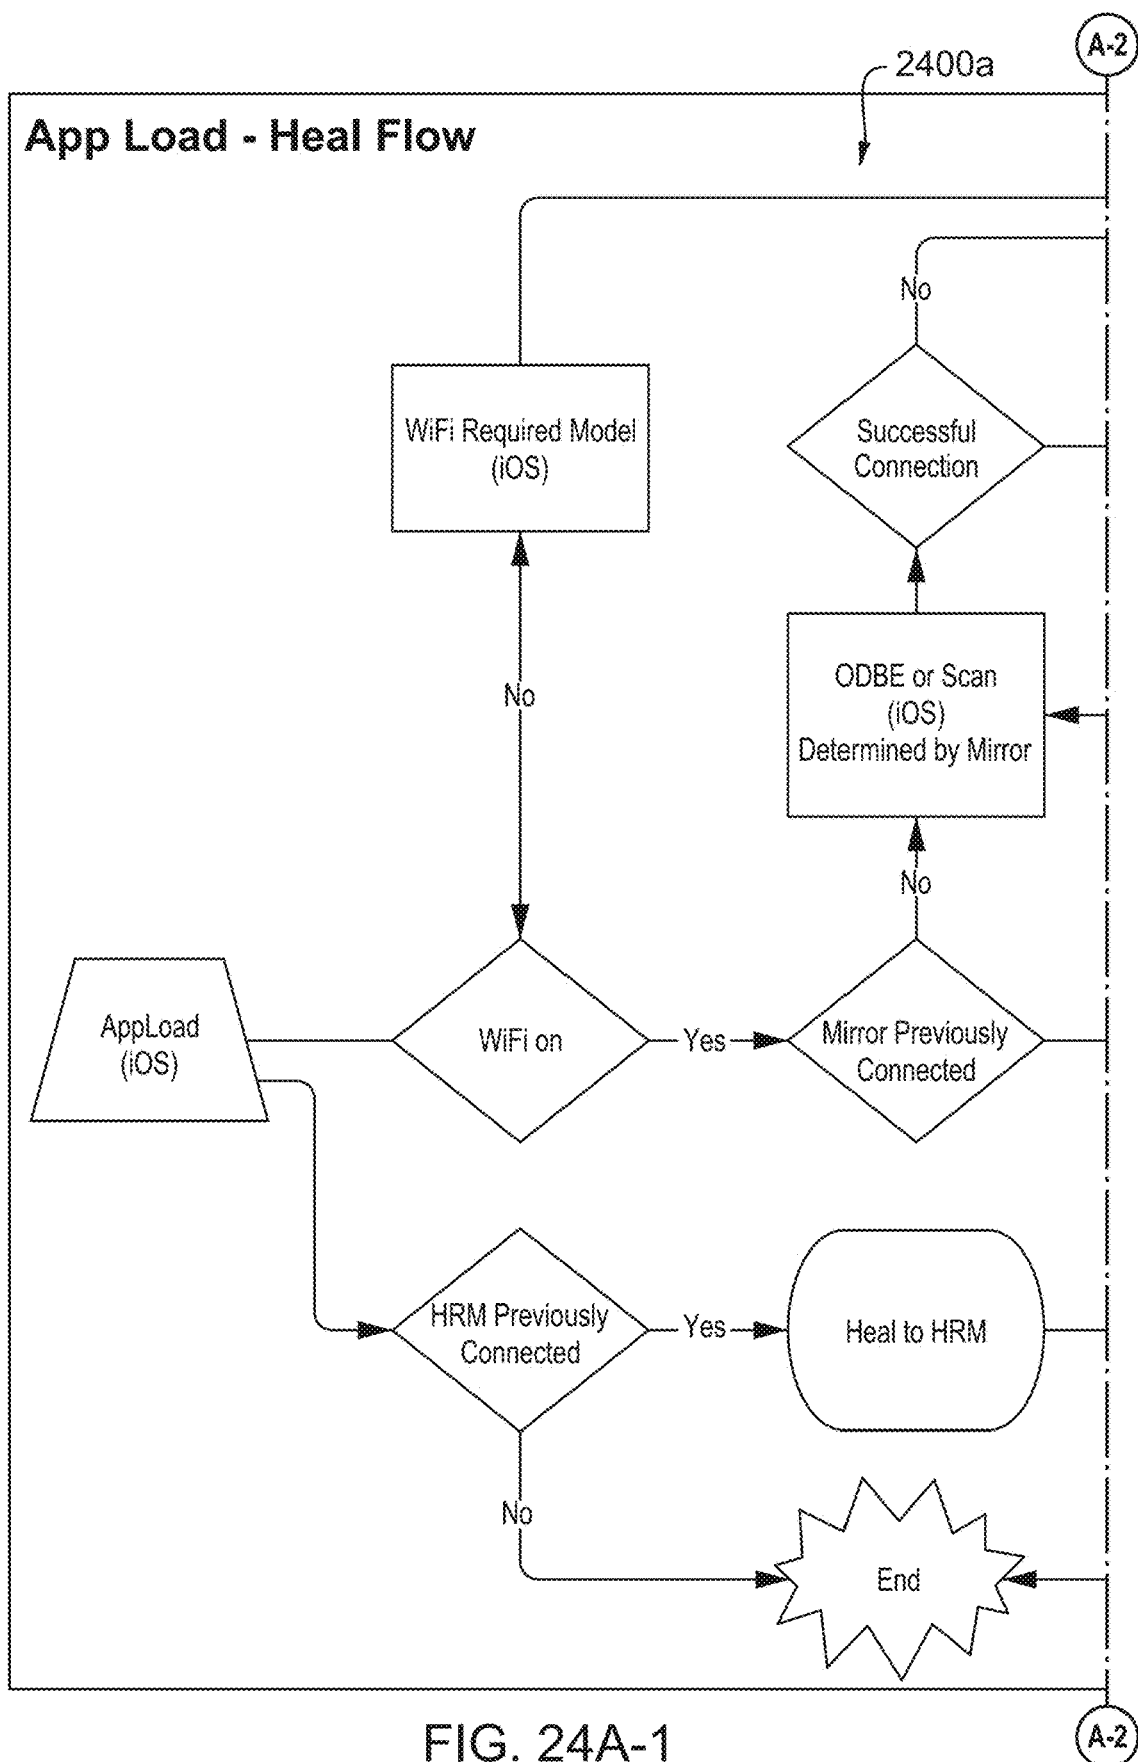 A-2
2400a
App Load - Heal Flow
No
WiFi Required Model
(iOS)
Successful
Connection
No
ODBE or Scan
(iOS)
Determined by Mirror
No
AppLoad
(iOS)
WiFi on
Yes
Mirror Previously
Connected
HRM Previously
Connected
Yes
Heal to HRM
No
End
FIG. 24A-1
A-2